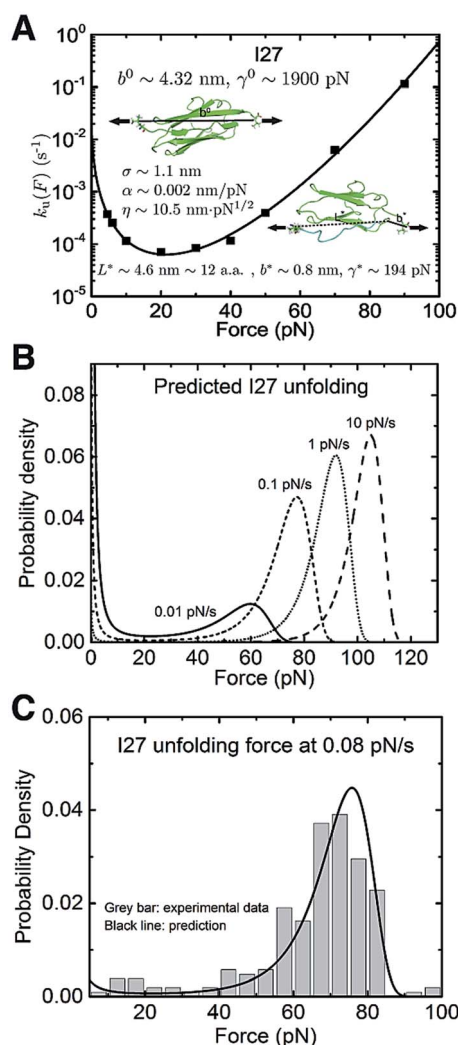 A
I27
b⁰ ~ 4.32 nm, γ⁰ ~ 1900 pN
b⁰
σ ~ 1.1 nm
α ~ 0.002 nm/pN
η ~ 10.5 nm·pN^{1/2}
L* b*
L* ~ 4.6 nm ~ 12 a.a. , b* ~ 0.8 nm, γ* ~ 194 pN
k_u(F) (s⁻¹)
10⁰
10⁻¹
10⁻²
10⁻³
10⁻⁴
10⁻⁵
0 20 40 60 80 100
Force (pN)
B
Predicted I27 unfolding
10 pN/s
1 pN/s
0.1 pN/s
0.01 pN/s
Probability density
0.08
0.06
0.04
0.02
0.00
0 20 40 60 80 100 120
Force (pN)
C
I27 unfolding force at 0.08 pN/s
Grey bar: experimental data
Black line: prediction
Probability Density
0.06
0.04
0.02
0.00
20 40 60 80 100
Force (pN)